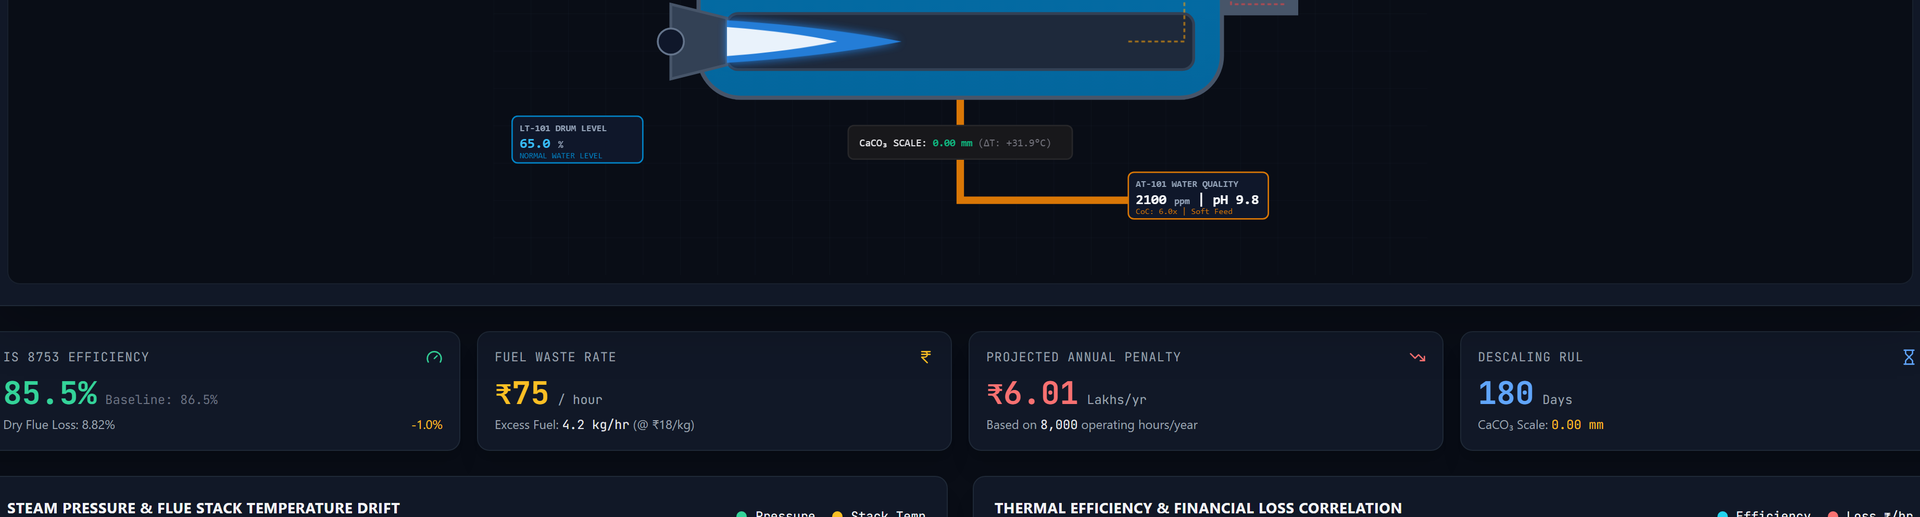 LT-101 DRUM LEVEL
65.0 %
NORMAL WATER LEVEL
CaCO₃ SCALE: 0.00 mm (ΔT: +31.9°C)
AT-101 WATER QUALITY
2100 ppm | pH 9.8
CoC: 6.0x | Soft Feed
IS 8753 EFFICIENCY
85.5% Baseline: 86.5%
Dry Flue Loss: 8.82% -1.0%
FUEL WASTE RATE ₹
₹75 / hour
Excess Fuel: 4.2 kg/hr (@ ₹18/kg)
PROJECTED ANNUAL PENALTY
₹6.01 Lakhs/yr
Based on 8,000 operating hours/year
DESCALING RUL
180 Days
CaCO₃ Scale: 0.00 mm
STEAM PRESSURE & FLUE STACK TEMPERATURE DRIFT
Pressure Stack Temp
THERMAL EFFICIENCY & FINANCIAL LOSS CORRELATION
Efficiency Loss ₹/hr